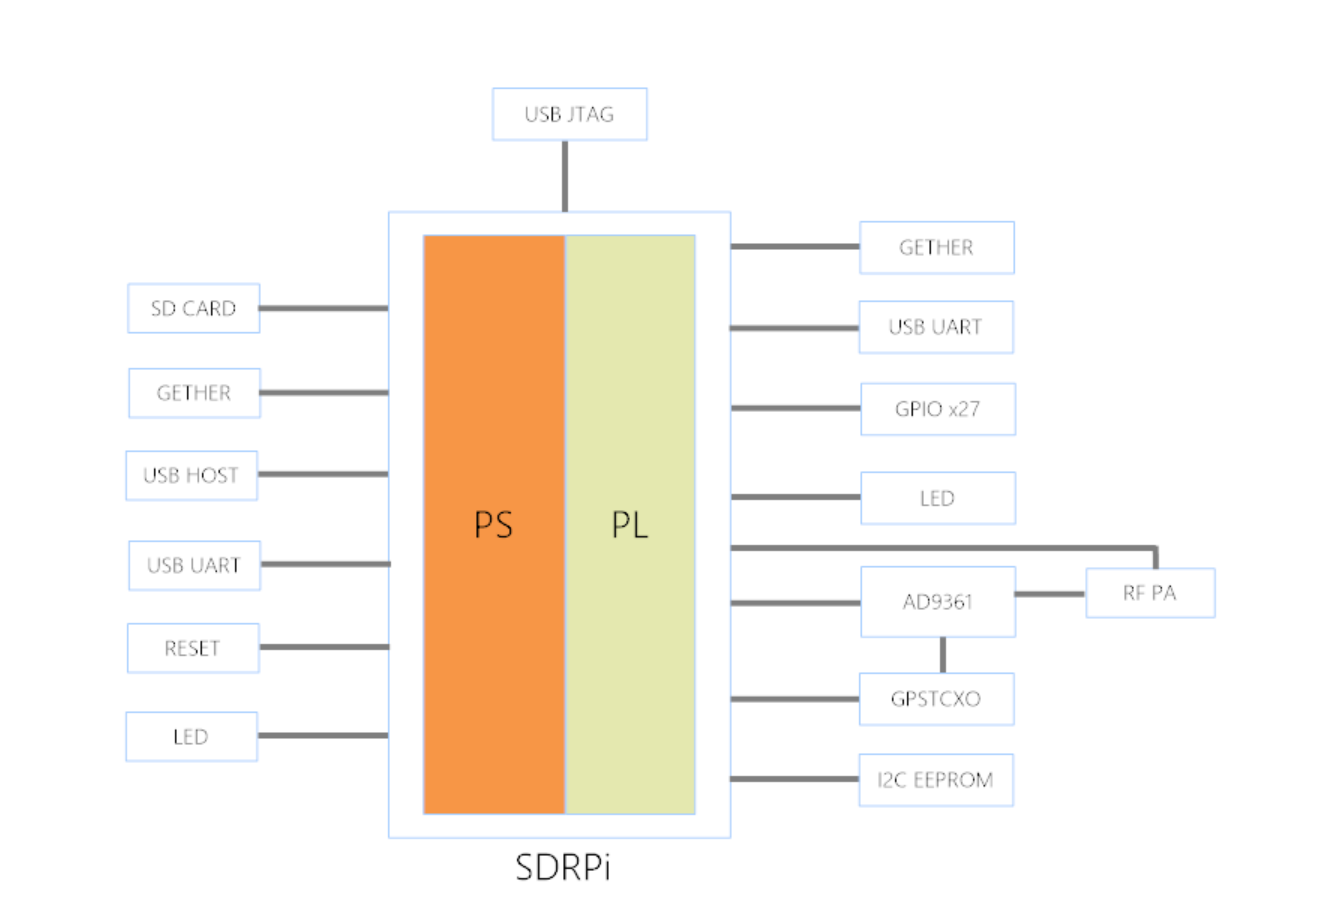 USB JTAG
SD CARD
GETHER
USB HOST
USB UART
RESET
LED
PS
PL
GETHER
USB UART
GPIO x27
LED
AD9361
RF PA
GPSTCXO
I2C EEPROM
SDRPi